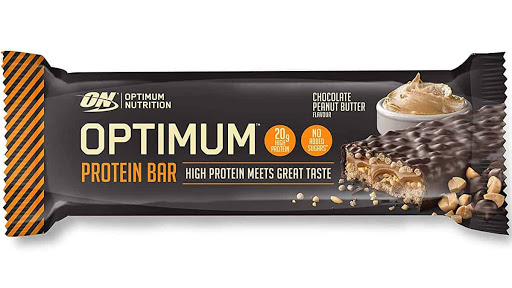 ON OPTIMUM
NUTRITION
CHOCOLATE
PEANUT BUTTER
FLAVOUR
OPTIMUM™
20g
HIGH
PROTEIN
NO
ADDED
SUGARS*
PROTEIN BAR
HIGH PROTEIN MEETS GREAT TASTE